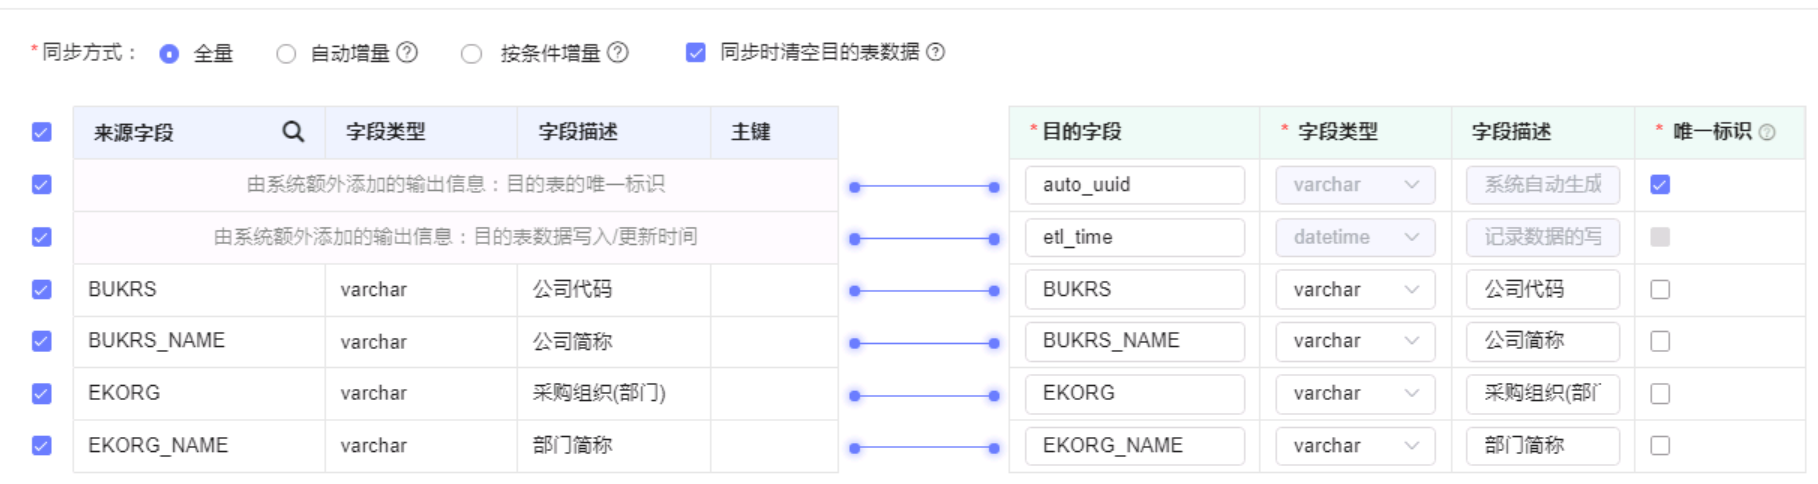 *同步方式： 全量 自动增量 ? 按条件增量 ? 同步时清空目的表数据 ?
来源字段 字段类型 字段描述 主键 *目的字段 * 字段类型 字段描述 * 唯一标识 ?
由系统额外添加的输出信息：目的表的唯一标识 auto_uuid varchar 系统自动生成
由系统额外添加的输出信息：目的表数据写入/更新时间 etl_time datetime 记录数据的写
BUKRS varchar 公司代码 BUKRS varchar 公司代码
BUKRS_NAME varchar 公司简称 BUKRS_NAME varchar 公司简称
EKORG varchar 采购组织(部门) EKORG varchar 采购组织(部门
EKORG_NAME varchar 部门简称 EKORG_NAME varchar 部门简称